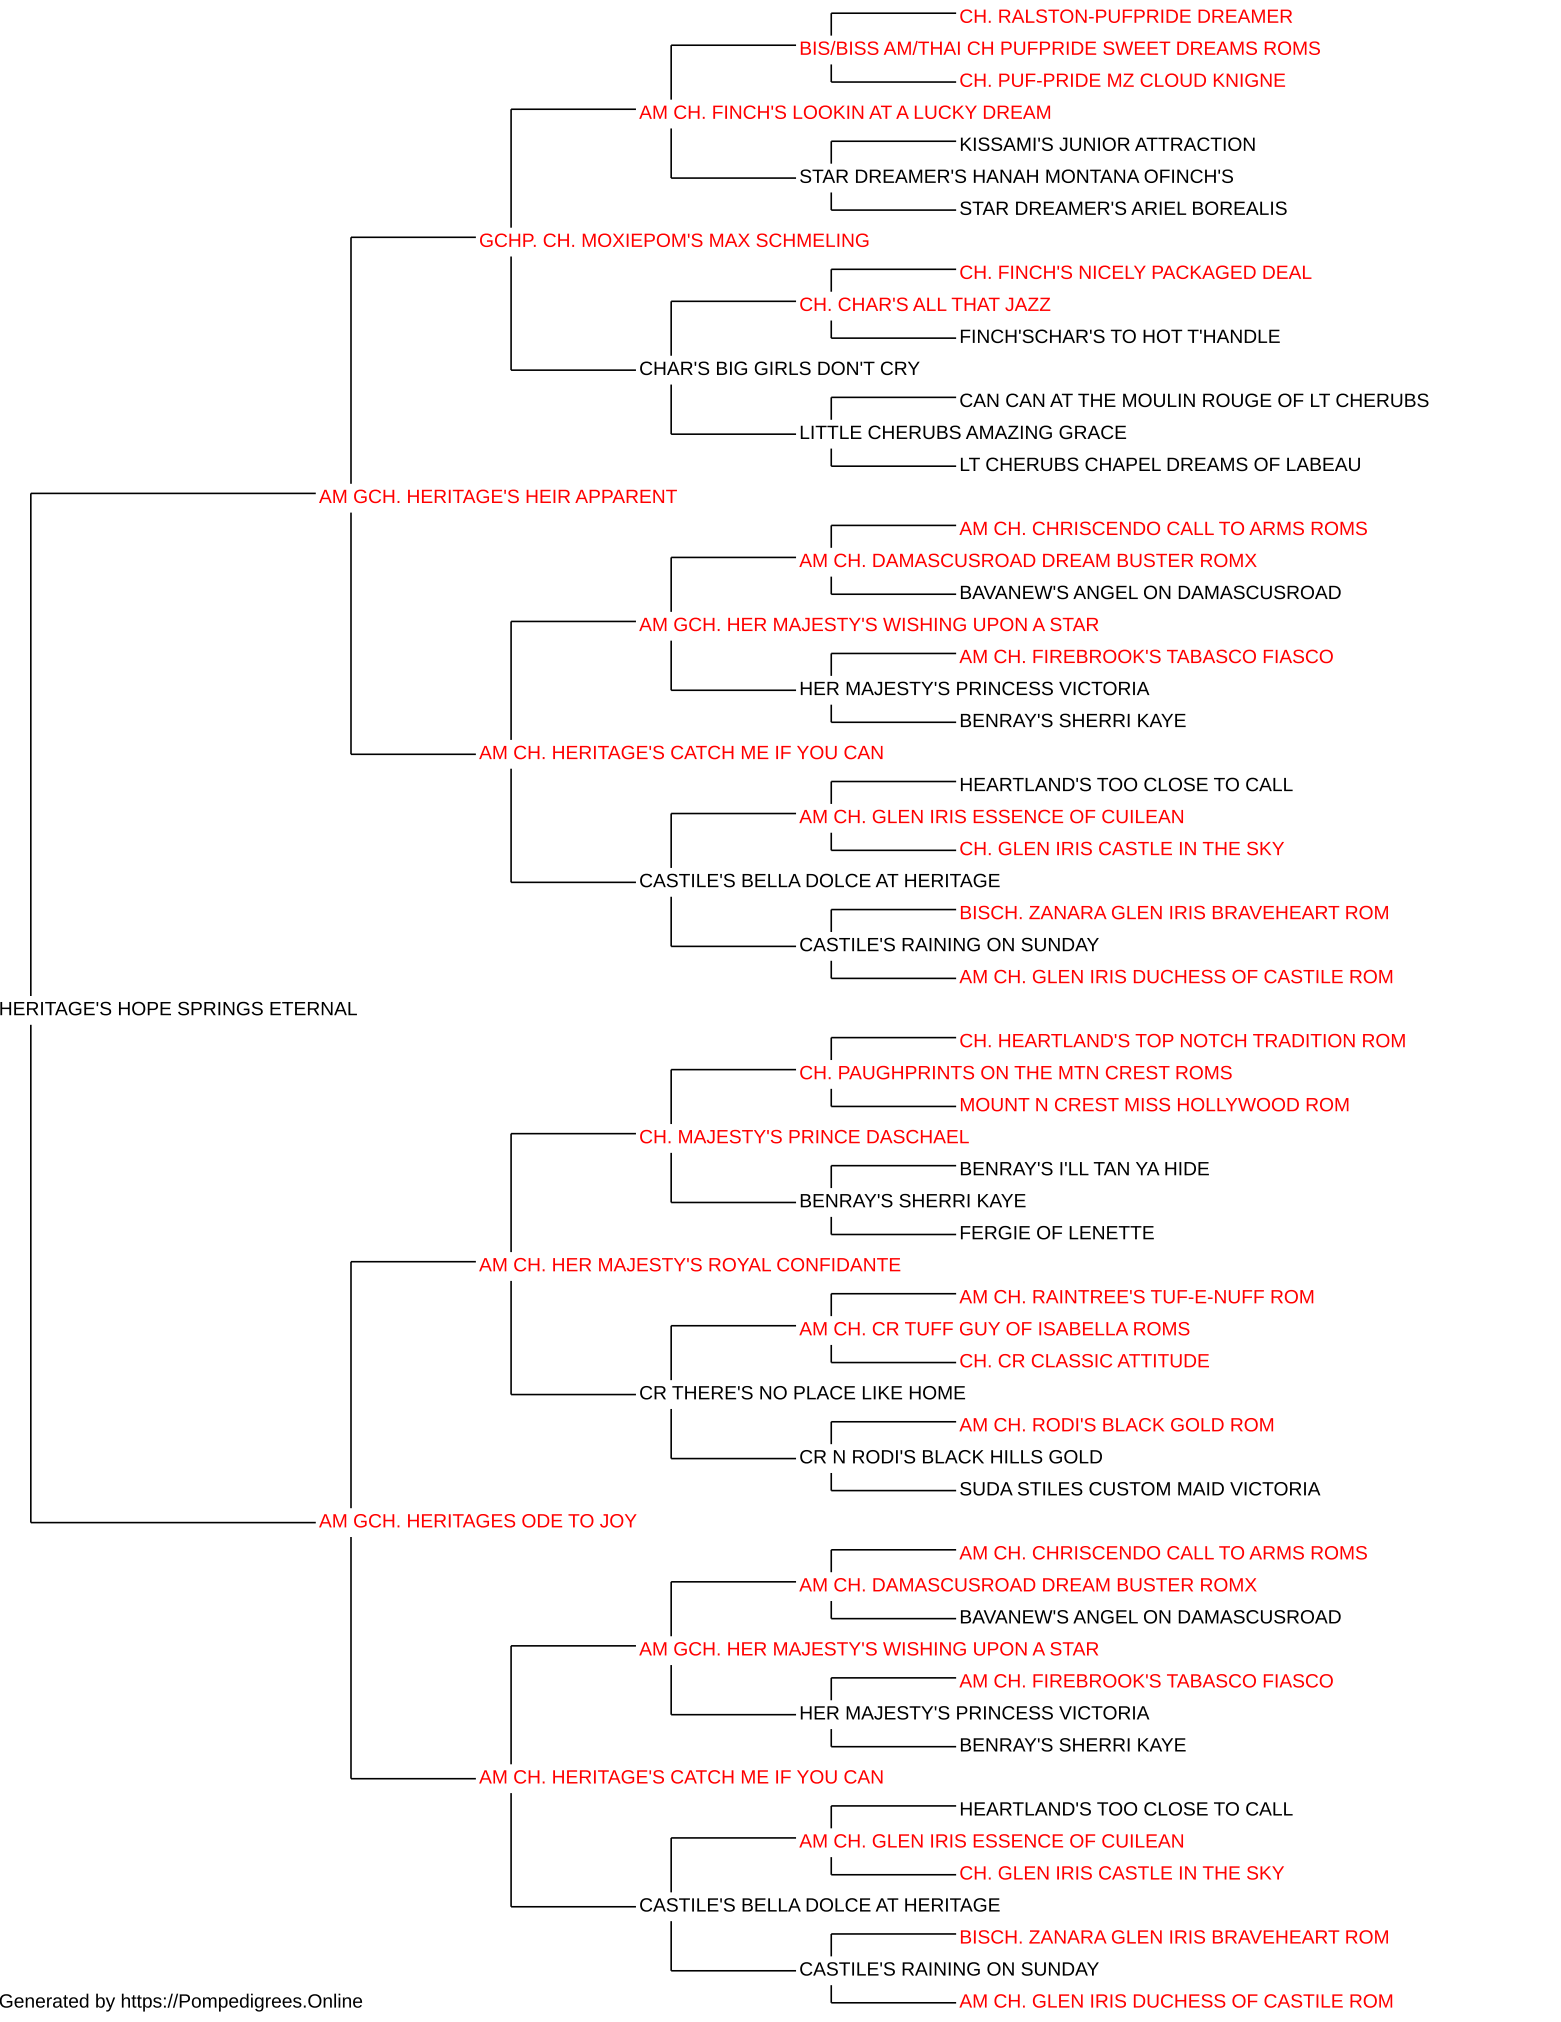 CH. RALSTON-PUFPRIDE DREAMER
BIS/BISS AM/THAI CH PUFPRIDE SWEET DREAMS ROMS
CH. PUF-PRIDE MZ CLOUD KNIGNE
AM CH. FINCH'S LOOKIN AT A LUCKY DREAM
KISSAMI'S JUNIOR ATTRACTION
STAR DREAMER'S HANAH MONTANA OFINCH'S
STAR DREAMER'S ARIEL BOREALIS
GCHP. CH. MOXIEPOM'S MAX SCHMELING
CH. FINCH'S NICELY PACKAGED DEAL
CH. CHAR'S ALL THAT JAZZ
FINCH'SCHAR'S TO HOT T'HANDLE
CHAR'S BIG GIRLS DON'T CRY
CAN CAN AT THE MOULIN ROUGE OF LT CHERUBS
LITTLE CHERUBS AMAZING GRACE
LT CHERUBS CHAPEL DREAMS OF LABEAU
AM GCH. HERITAGE'S HEIR APPARENT
AM CH. CHRISCENDO CALL TO ARMS ROMS
AM CH. DAMASCUSROAD DREAM BUSTER ROMX
BAVANEW'S ANGEL ON DAMASCUSROAD
AM GCH. HER MAJESTY'S WISHING UPON A STAR
AM CH. FIREBROOK'S TABASCO FIASCO
HER MAJESTY'S PRINCESS VICTORIA
BENRAY'S SHERRI KAYE
AM CH. HERITAGE'S CATCH ME IF YOU CAN
HEARTLAND'S TOO CLOSE TO CALL
AM CH. GLEN IRIS ESSENCE OF CUILEAN
CH. GLEN IRIS CASTLE IN THE SKY
CASTILE'S BELLA DOLCE AT HERITAGE
BISCH. ZANARA GLEN IRIS BRAVEHEART ROM
CASTILE'S RAINING ON SUNDAY
AM CH. GLEN IRIS DUCHESS OF CASTILE ROM
HERITAGE'S HOPE SPRINGS ETERNAL
CH. HEARTLAND'S TOP NOTCH TRADITION ROM
CH. PAUGHPRINTS ON THE MTN CREST ROMS
MOUNT N CREST MISS HOLLYWOOD ROM
CH. MAJESTY'S PRINCE DASCHAEL
BENRAY'S I'LL TAN YA HIDE
BENRAY'S SHERRI KAYE
FERGIE OF LENETTE
AM CH. HER MAJESTY'S ROYAL CONFIDANTE
AM CH. RAINTREE'S TUF-E-NUFF ROM
AM CH. CR TUFF GUY OF ISABELLA ROMS
CH. CR CLASSIC ATTITUDE
CR THERE'S NO PLACE LIKE HOME
AM CH. RODI'S BLACK GOLD ROM
CR N RODI'S BLACK HILLS GOLD
SUDA STILES CUSTOM MAID VICTORIA
AM GCH. HERITAGES ODE TO JOY
AM CH. CHRISCENDO CALL TO ARMS ROMS
AM CH. DAMASCUSROAD DREAM BUSTER ROMX
BAVANEW'S ANGEL ON DAMASCUSROAD
AM GCH. HER MAJESTY'S WISHING UPON A STAR
AM CH. FIREBROOK'S TABASCO FIASCO
HER MAJESTY'S PRINCESS VICTORIA
BENRAY'S SHERRI KAYE
AM CH. HERITAGE'S CATCH ME IF YOU CAN
HEARTLAND'S TOO CLOSE TO CALL
AM CH. GLEN IRIS ESSENCE OF CUILEAN
CH. GLEN IRIS CASTLE IN THE SKY
CASTILE'S BELLA DOLCE AT HERITAGE
BISCH. ZANARA GLEN IRIS BRAVEHEART ROM
CASTILE'S RAINING ON SUNDAY
AM CH. GLEN IRIS DUCHESS OF CASTILE ROM
Generated by https://Pompedigrees.Online